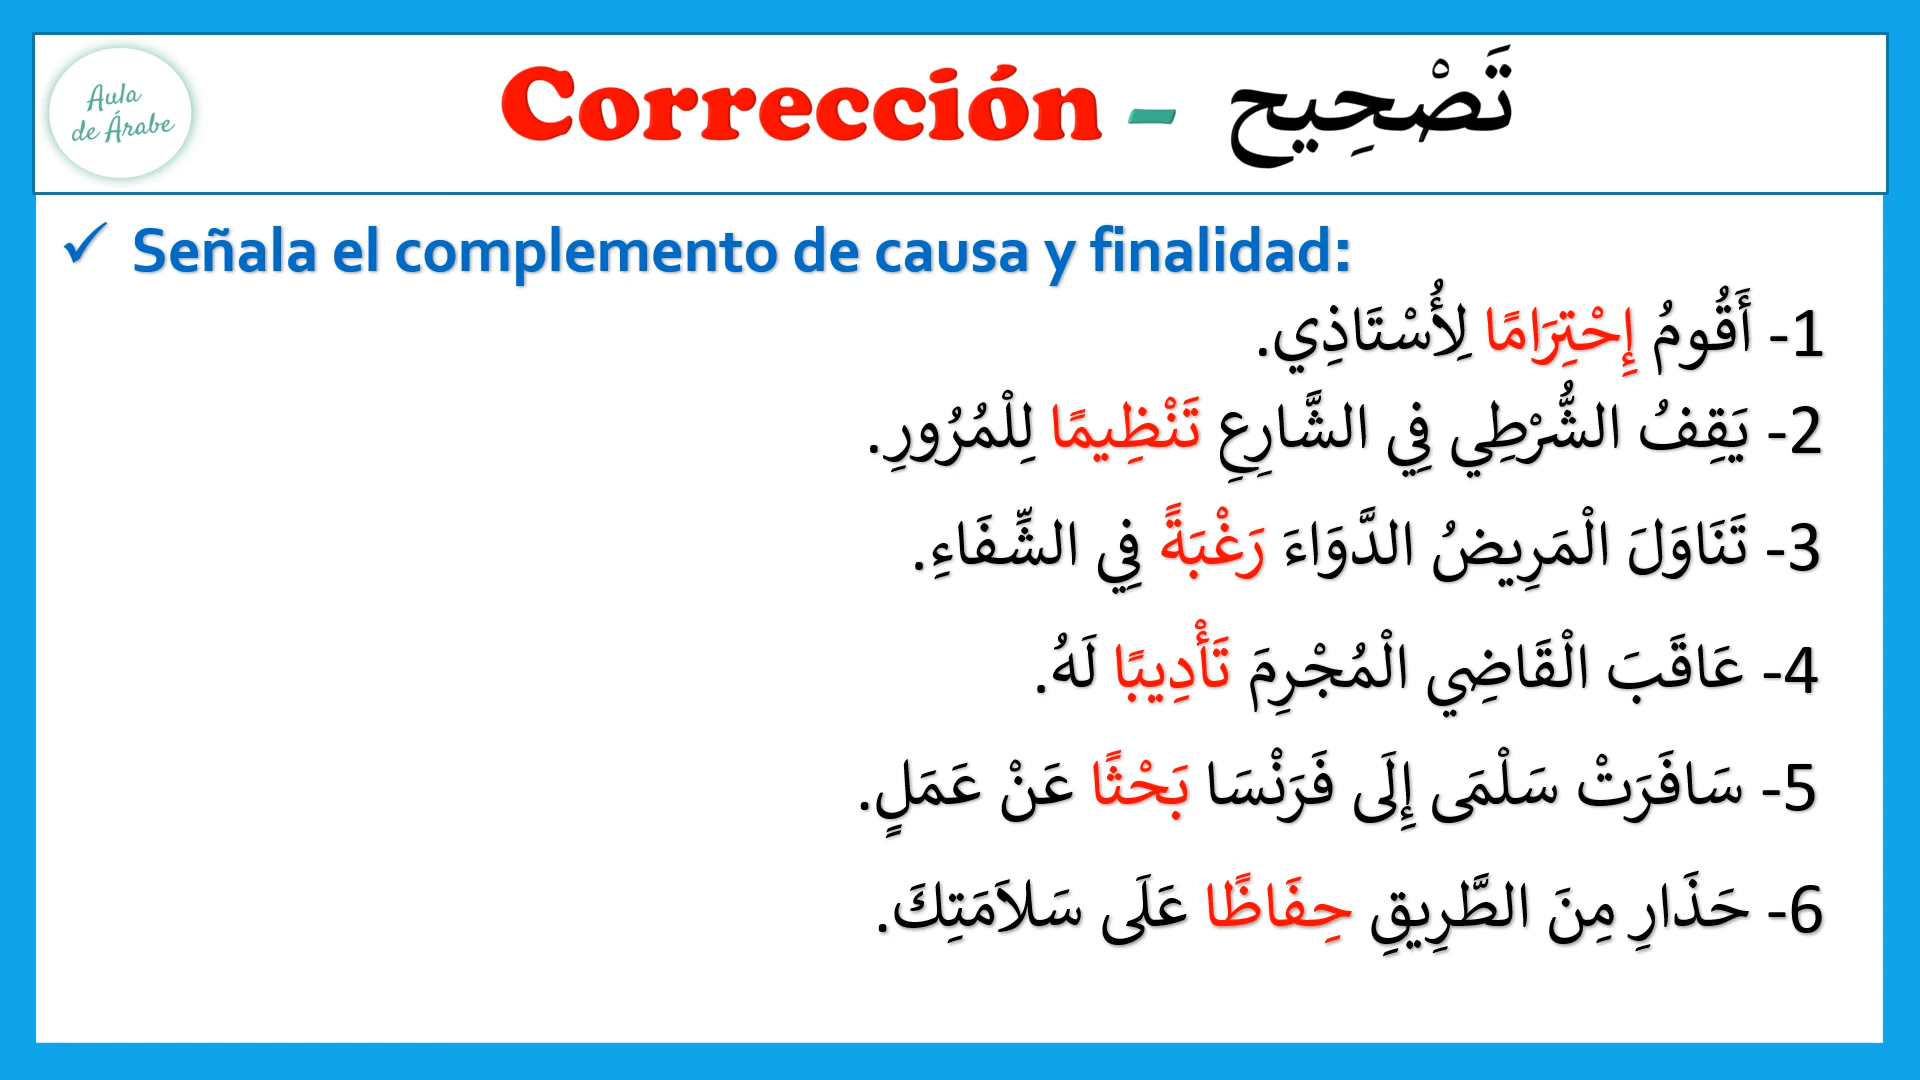 Aula
de Árabe
Corrección – تَصْحِيح
✓ Señala el complemento de causa y finalidad:
1- أَقُومُ إِحْتِرَامًا لِأُسْتَاذِي.
2- يَقِفُ الشُّرْطِي فِي الشَّارِعِ تَنْظِيمًا لِلْمُرُورِ.
3- تَنَاوَلَ الْمَرِيضُ الدَّوَاءَ رَغْبَةً فِي الشِّفَاءِ.
4- عَاقَبَ الْقَاضِي الْمُجْرِمَ تَأْدِيبًا لَهُ.
5- سَافَرَتْ سَلْمَى إِلَى فَرَنْسَا بَحْثًا عَنْ عَمَلٍ.
6- حَذَارِ مِنَ الطَّرِيقِ حِفَاظًا عَلَى سَلاَمَتِكَ.